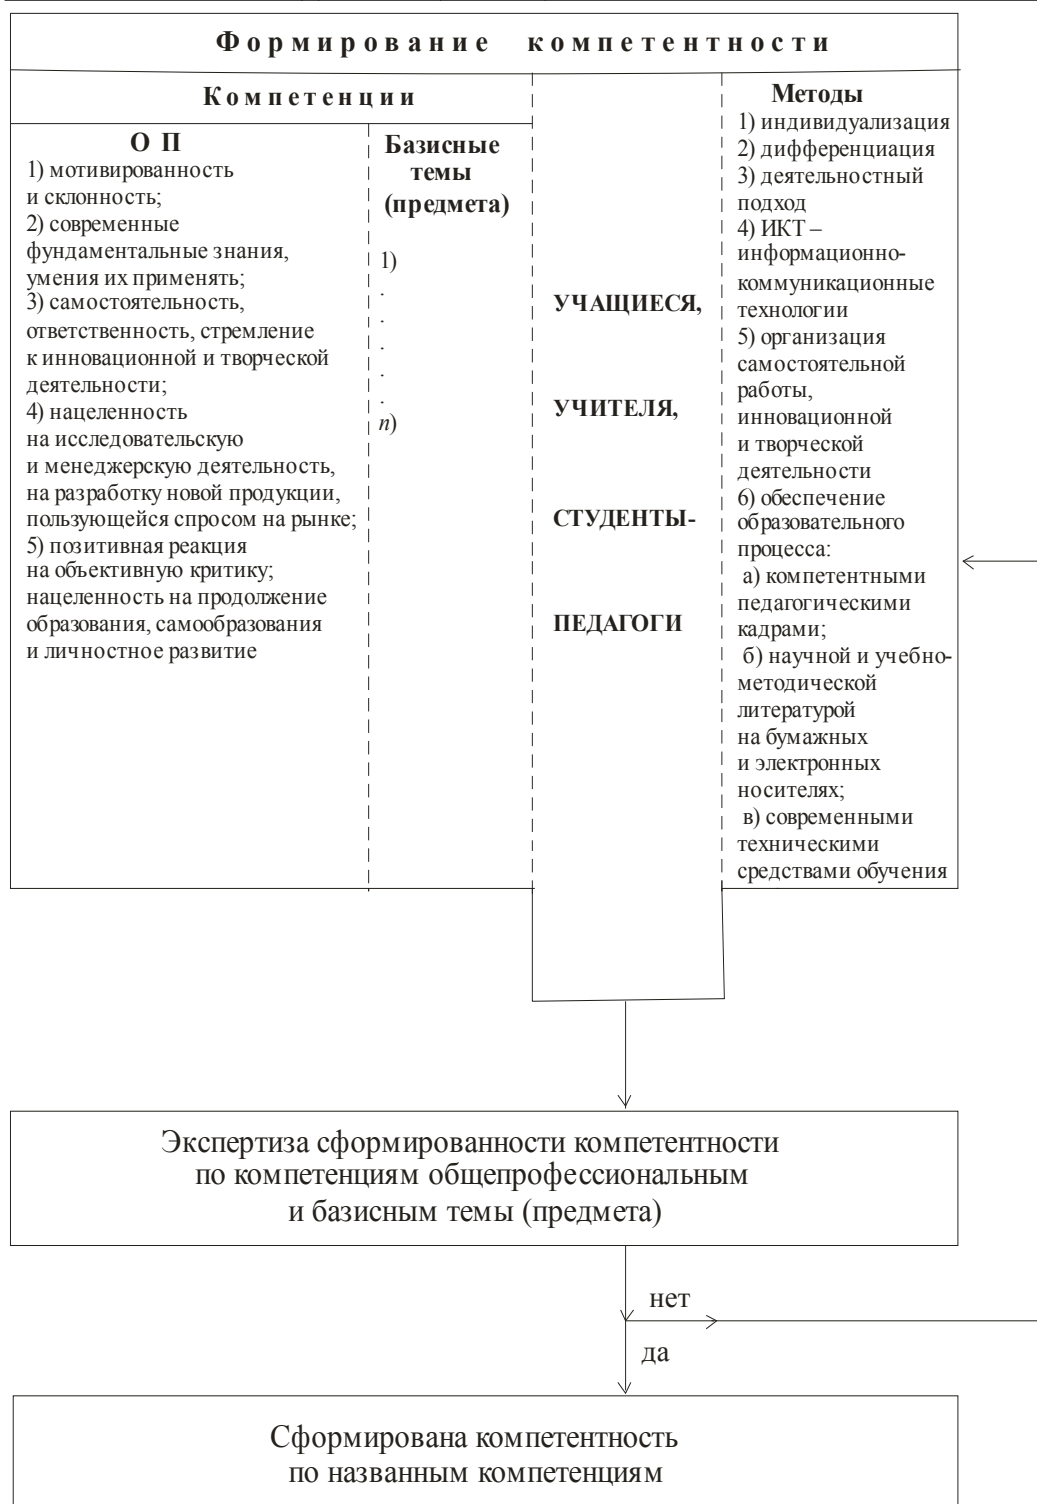 Формирование компетентности
Компетенции
О П
1) мотивированность
и склонность;
2) современные
фундаментальные знания,
умения их применять;
3) самостоятельность,
ответственность, стремление
к инновационной и творческой
деятельности;
4) нацеленность
на исследовательскую
и менеджерскую деятельность,
на разработку новой продукции,
пользующейся спросом на рынке;
5) позитивная реакция
на объективную критику;
нацеленность на продолжение
образования, самообразования
и личностное развитие
Базисные
темы
(предмета)
1)
.
.
.
.
.
n)
УЧАЩИЕСЯ,
УЧИТЕЛЯ,
СТУДЕНТЫ-
ПЕДАГОГИ
Методы
1) индивидуализация
2) дифференциация
3) деятельностный
подход
4) ИКТ –
информационно-
коммуникационные
технологии
5) организация
самостоятельной
работы,
инновационной
и творческой
деятельности
6) обеспечение
образовательного
процесса:
а) компетентными
педагогическими
кадрами;
б) научной и учебно-
методической
литературой
на бумажных
и электронных
носителях;
в) современными
техническими
средствами обучения
Экспертиза сформированности компетентности
по компетенциям общепрофессиональным
и базисным темы (предмета)
нет
да
Сформирована компетентность
по названным компетенциям